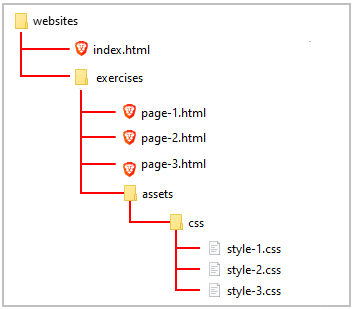 websites
index.html
exercises
page-1.html
page-2.html
page-3.html
assets
css
style-1.css
style-2.css
style-3.css